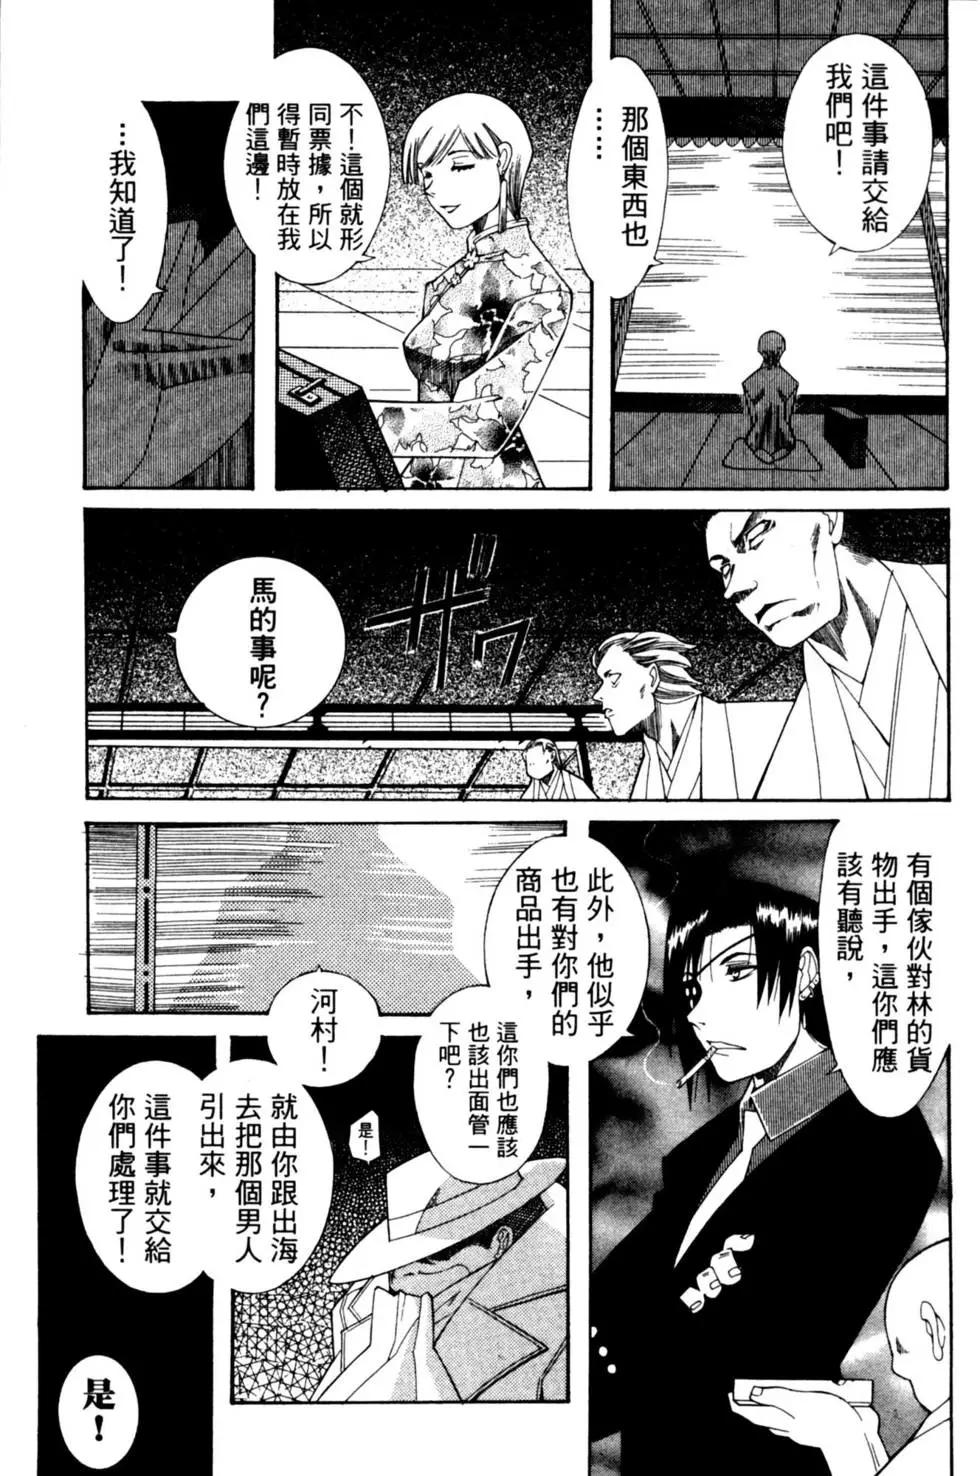 這件事請交給
我們吧！
那個東西也
……
不！這個就形
同票據，所以
得暫時放在我
們這邊！
…我知道了！
ザワ
馬的事呢？
有個傢伙對林的貨
物出手，這你們應
該有聽說，
此外，他似乎
也有對你們的
商品出手，
這你們也應該
也該出面管一
下吧？
河村！
是！
就由你跟出海
去把那個男人
引出來，
這件事就交給
你們處理了！
是！